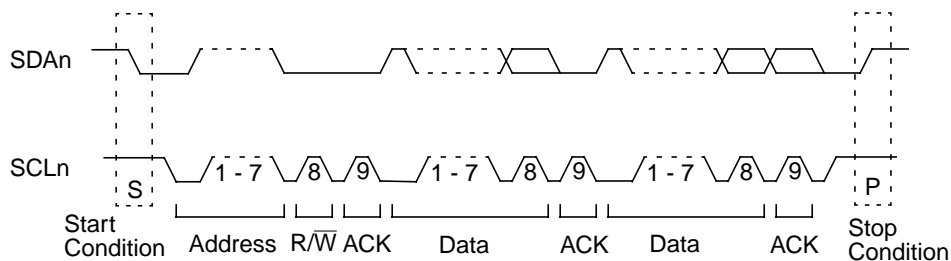 SDAn
SCLn
1 - 7 8 9 1 - 7 8 9 1 - 7 8 9
S P
Start Condition Address R/W̅ ACK Data ACK Data ACK Stop Condition